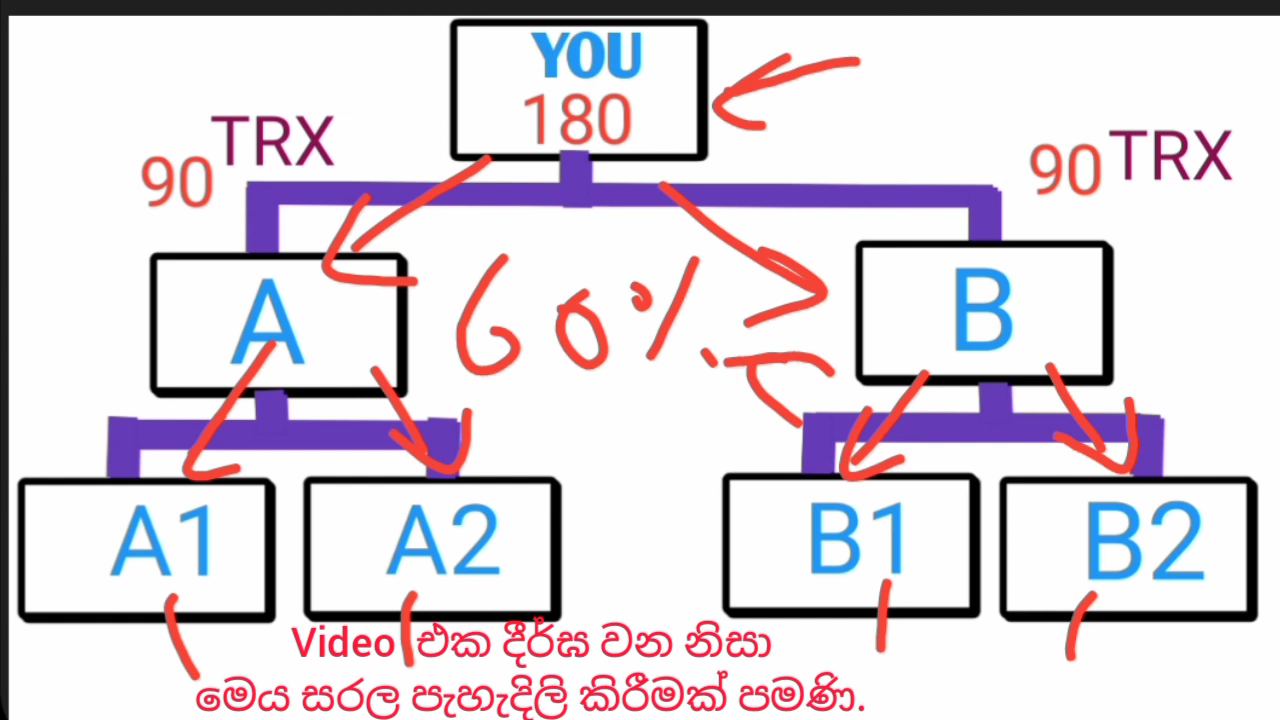 YOU
180
90 TRX
90 TRX
A
60%
B
A1
A2
B1
B2
Video එක දීර්ඝ වන නිසා
මෙය සරල පැහැදිලි කිරීමක් පමණි.